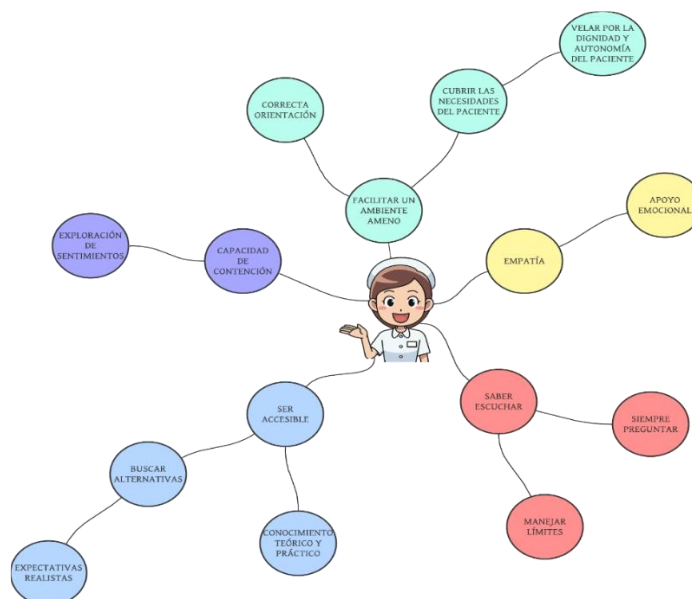 VELAR POR LA
DIGNIDAD Y
AUTONOMÍA
DEL PACIENTE
CUBRIR LAS
NECESIDADES
DEL PACIENTE
CORRECTA
ORIENTACIÓN
FACILITAR UN
AMBIENTE
AMENO
APOYO
EMOCIONAL
EXPLORACIÓN
DE
SENTIMIENTOS
CAPACIDAD
DE
CONTENCIÓN
EMPATÍA
SER
ACCESIBLE
SABER
ESCUCHAR
SIEMPRE
PREGUNTAR
BUSCAR
ALTERNATIVAS
MANEJAR
LÍMITES
CONOCIMIENTO
TEÓRICO Y
PRÁCTICO
EXPECTATIVAS
REALISTAS